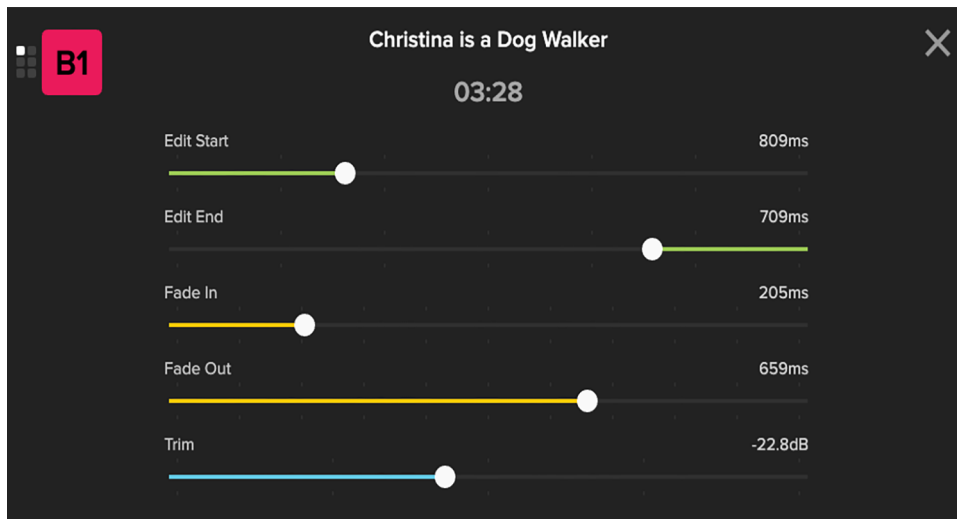 B1
Christina is a Dog Walker
03:28
Edit Start 809ms
Edit End 709ms
Fade In 205ms
Fade Out 659ms
Trim -22.8dB